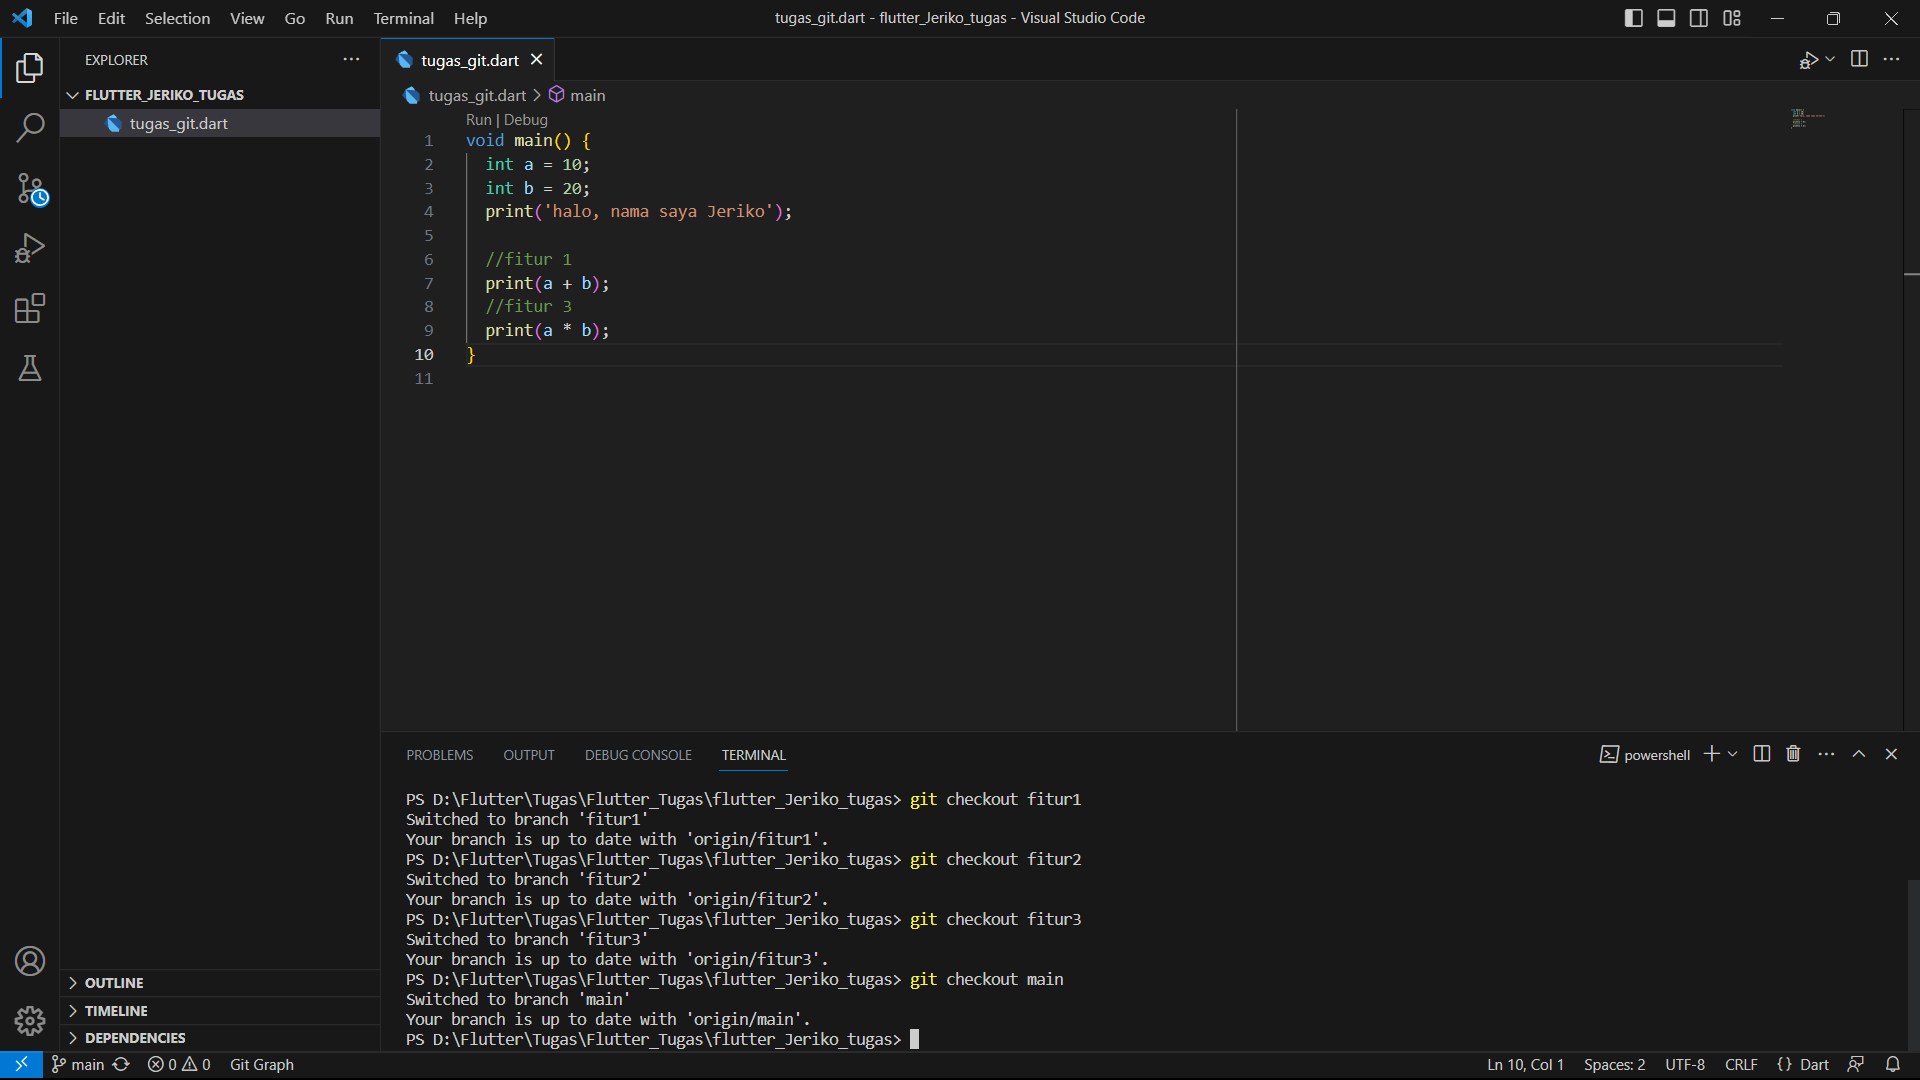 File Edit Selection View Go Run Terminal Help
tugas_git.dart - flutter_Jeriko_tugas - Visual Studio Code
EXPLORER
FLUTTER_JERIKO_TUGAS
tugas_git.dart
tugas_git.dart
tugas_git.dart > main
Run | Debug
1 void main() {
2 int a = 10;
3 int b = 20;
4 print('halo, nama saya Jeriko');
5
6 //fitur 1
7 print(a + b);
8 //fitur 3
9 print(a * b);
10 }
11
PROBLEMS OUTPUT DEBUG CONSOLE TERMINAL
powershell
PS D:\Flutter\Tugas\Flutter_Tugas\flutter_Jeriko_tugas> git checkout fitur1
Switched to branch 'fitur1'
Your branch is up to date with 'origin/fitur1'.
PS D:\Flutter\Tugas\Flutter_Tugas\flutter_Jeriko_tugas> git checkout fitur2
Switched to branch 'fitur2'
Your branch is up to date with 'origin/fitur2'.
PS D:\Flutter\Tugas\Flutter_Tugas\flutter_Jeriko_tugas> git checkout fitur3
Switched to branch 'fitur3'
Your branch is up to date with 'origin/fitur3'.
PS D:\Flutter\Tugas\Flutter_Tugas\flutter_Jeriko_tugas> git checkout main
Switched to branch 'main'
Your branch is up to date with 'origin/main'.
PS D:\Flutter\Tugas\Flutter_Tugas\flutter_Jeriko_tugas>
OUTLINE
TIMELINE
DEPENDENCIES
main 0 0 Git Graph
Ln 10, Col 1 Spaces: 2 UTF-8 CRLF {} Dart